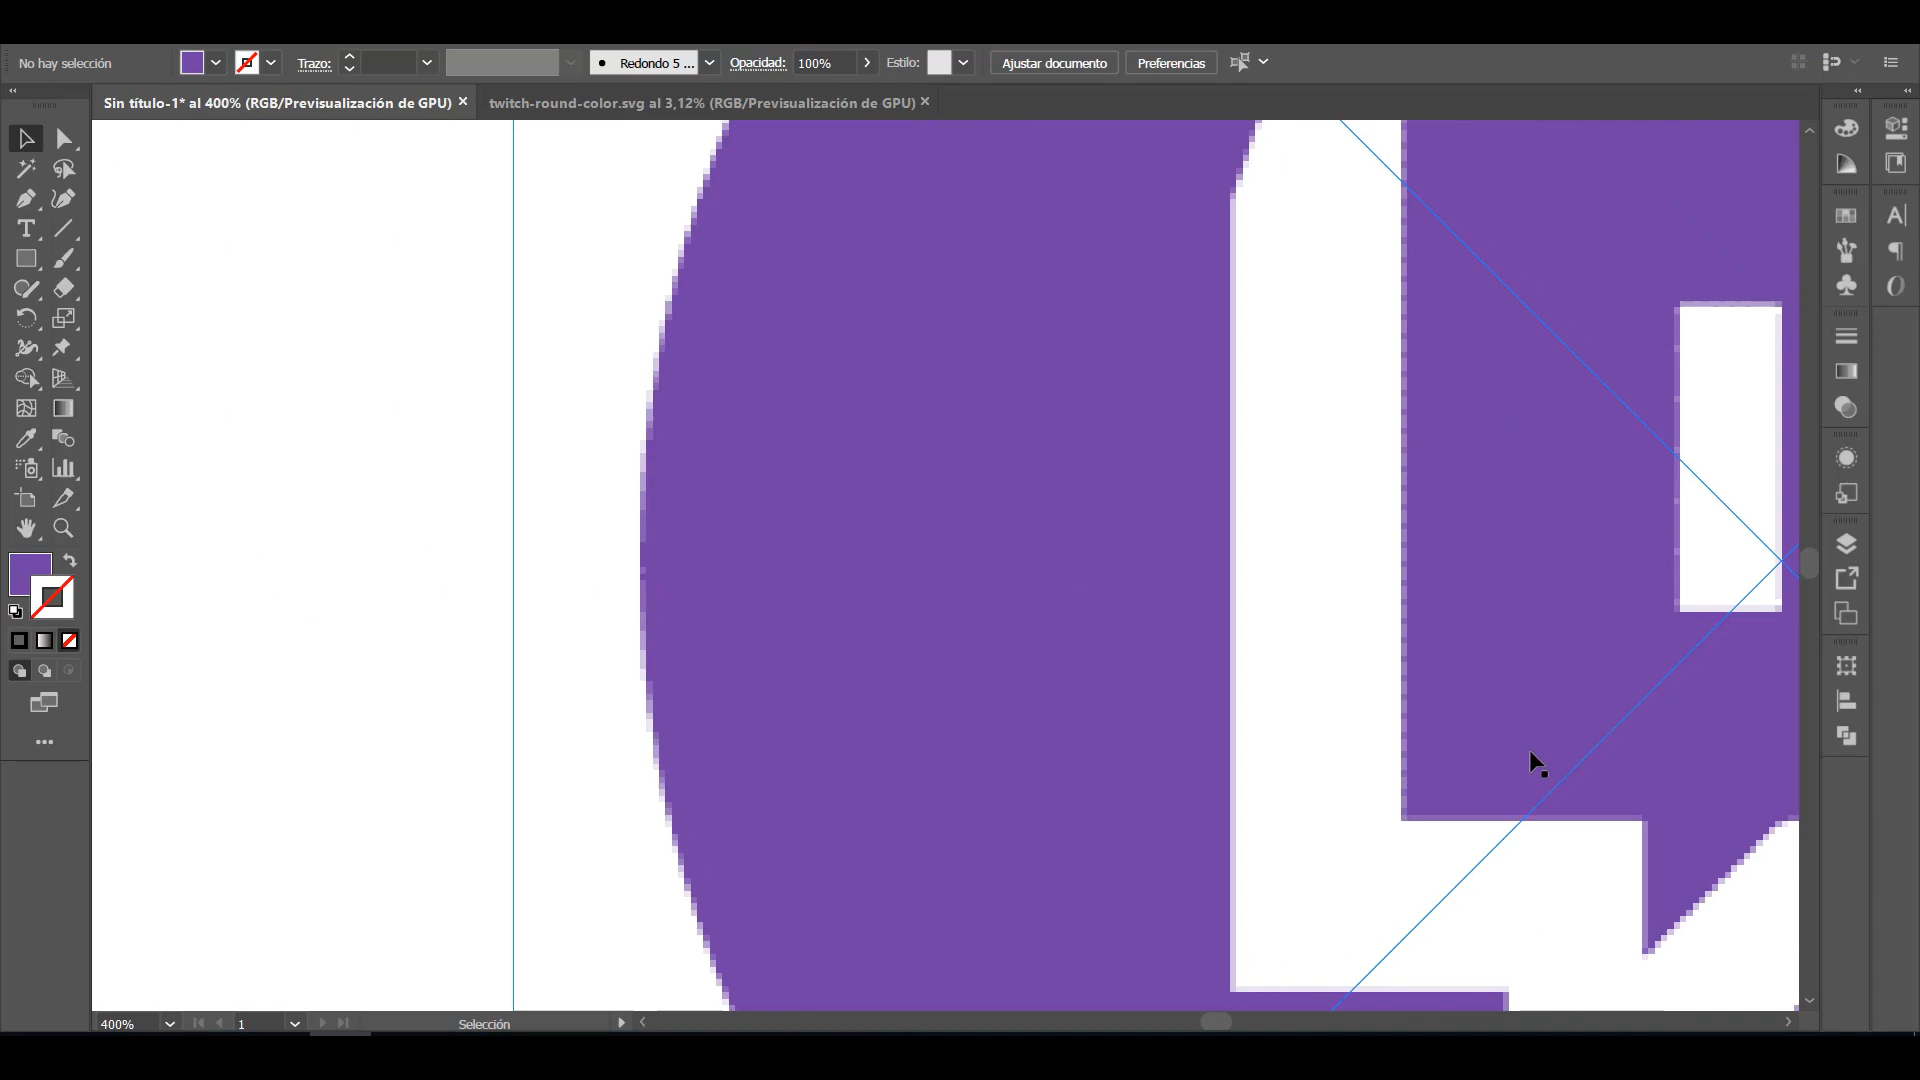 No hay selección Trazo: Redondo 5 ... Opacidad: 100% Estilo: Ajustar documento Preferencias
Sin título-1* al 400% (RGB/Previsualización de GPU) twitch-round-color.svg al 3,12% (RGB/Previsualización de GPU)
400% 1 Selección